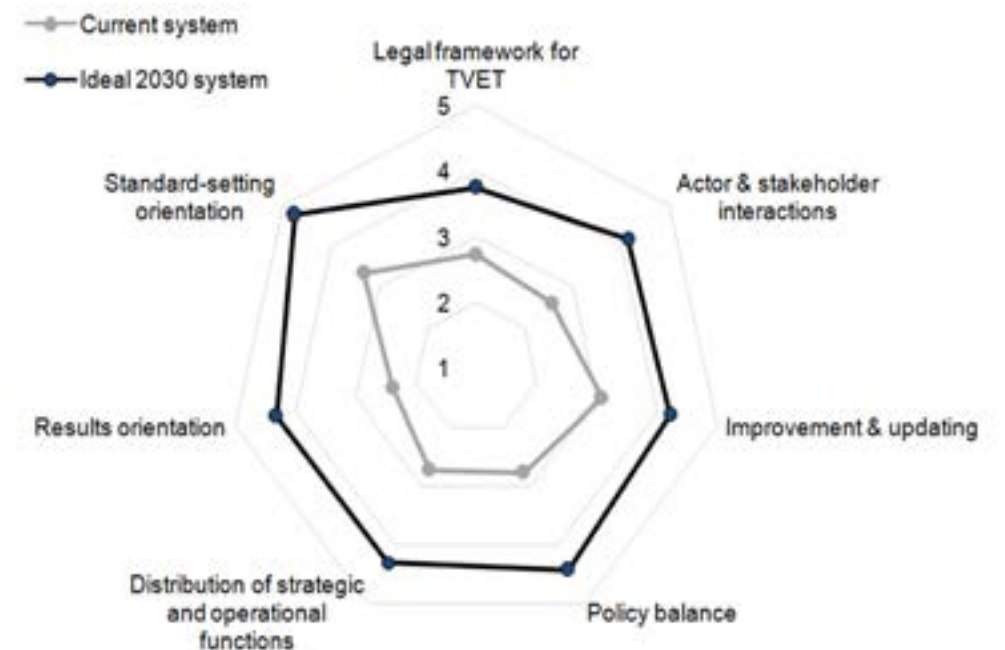 Current system
Ideal 2030 system
Legal framework for
TVET
5
4
3
2
1
Standard-setting
orientation
Actor & stakeholder
interactions
Results orientation
Improvement & updating
Distribution of strategic
and operational
functions
Policy balance